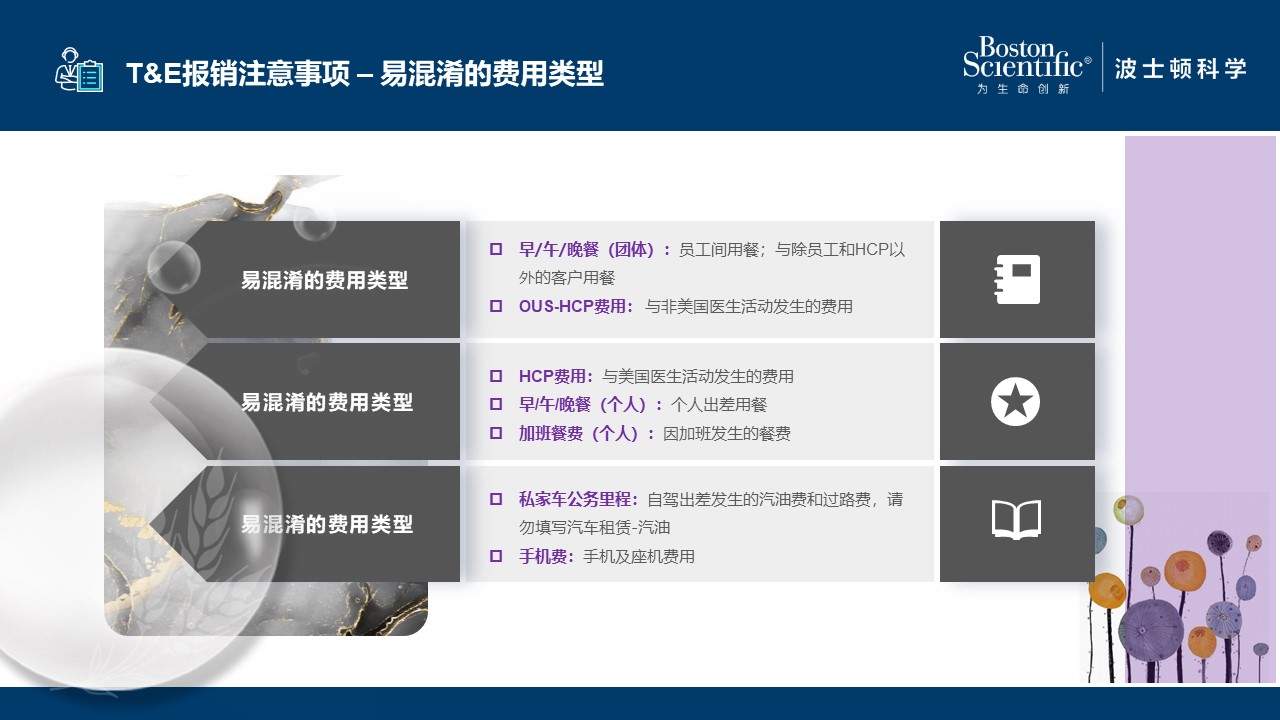 T&E报销注意事项 – 易混淆的费用类型
Boston
Scientific®
为生命创新
波士顿科学
易混淆的费用类型
早/午/晚餐（团体）：员工间用餐；与除员工和HCP以
外的客户用餐
OUS-HCP费用：与非美国医生活动发生的费用
易混淆的费用类型
HCP费用：与美国医生活动发生的费用
早/午/晚餐（个人）：个人出差用餐
加班餐费（个人）：因加班发生的餐费
易混淆的费用类型
私家车公务里程：自驾出差发生的汽油费和过路费，请
勿填写汽车租赁-汽油
手机费：手机及座机费用